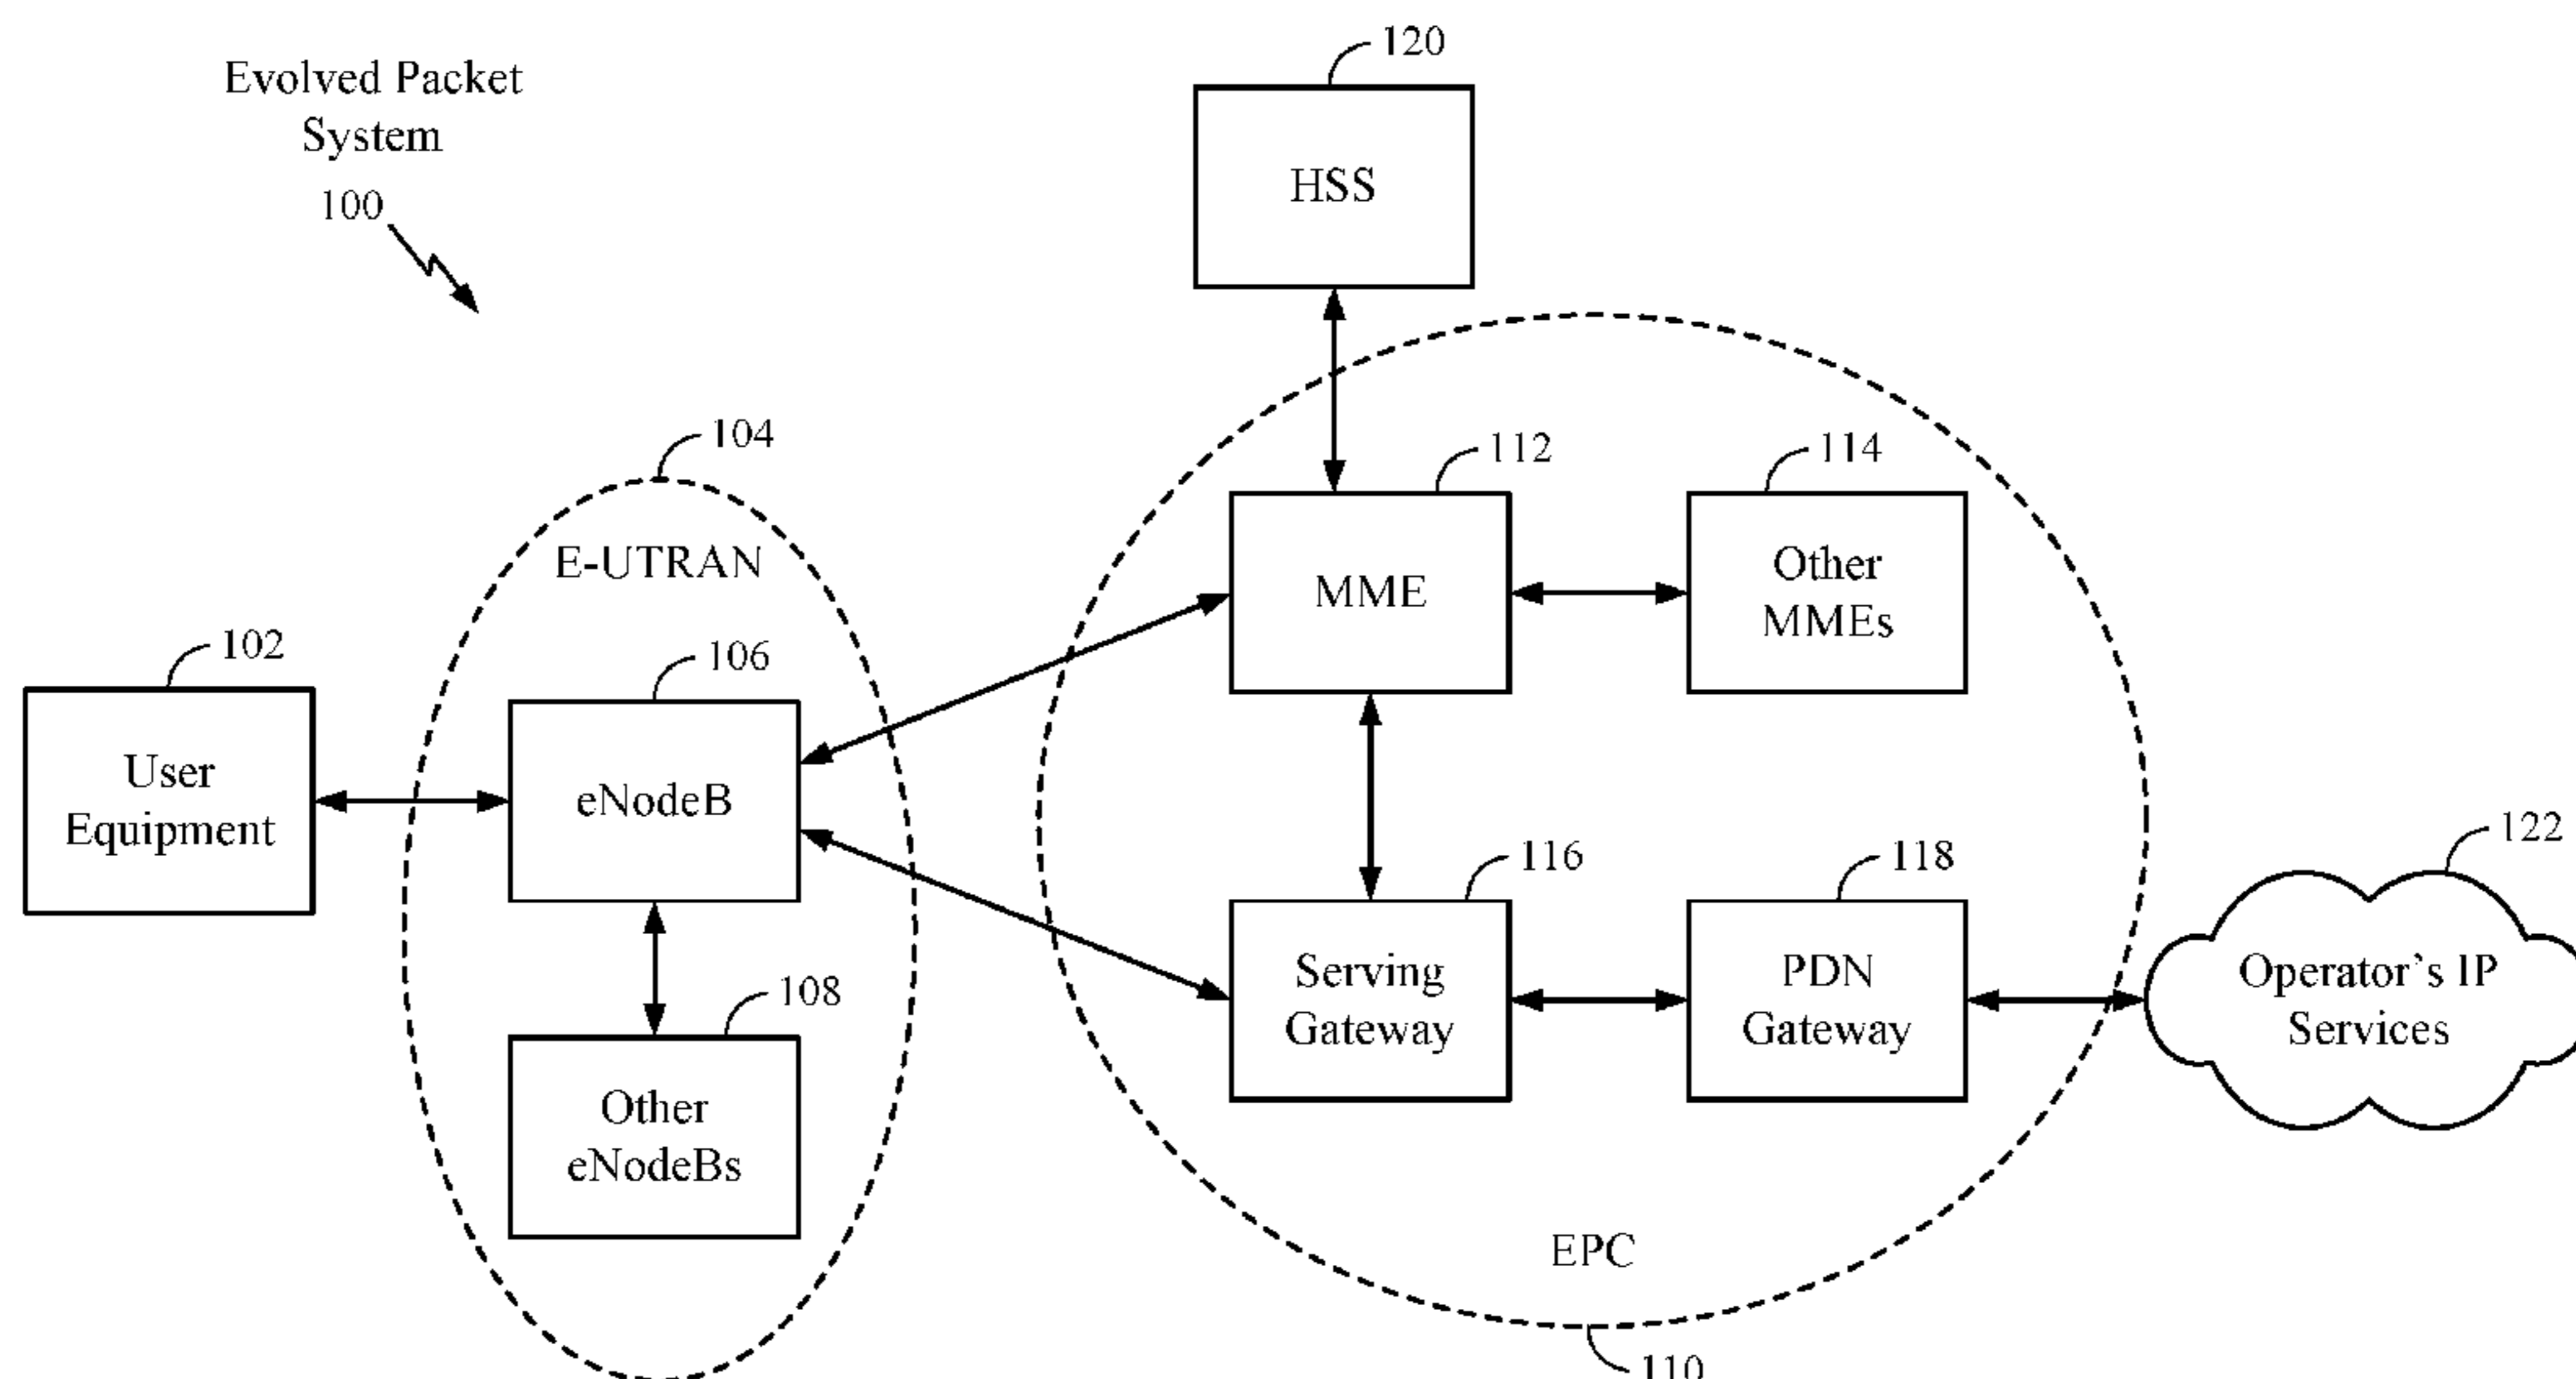 Evolved Packet
System
100
120
HSS
104
E-UTRAN
112
MME
114
Other
MMEs
102
User
Equipment
106
eNodeB
108
Other
eNodeBs
116
Serving
Gateway
118
PDN
Gateway
122
Operator’s IP
Services
EPC
110